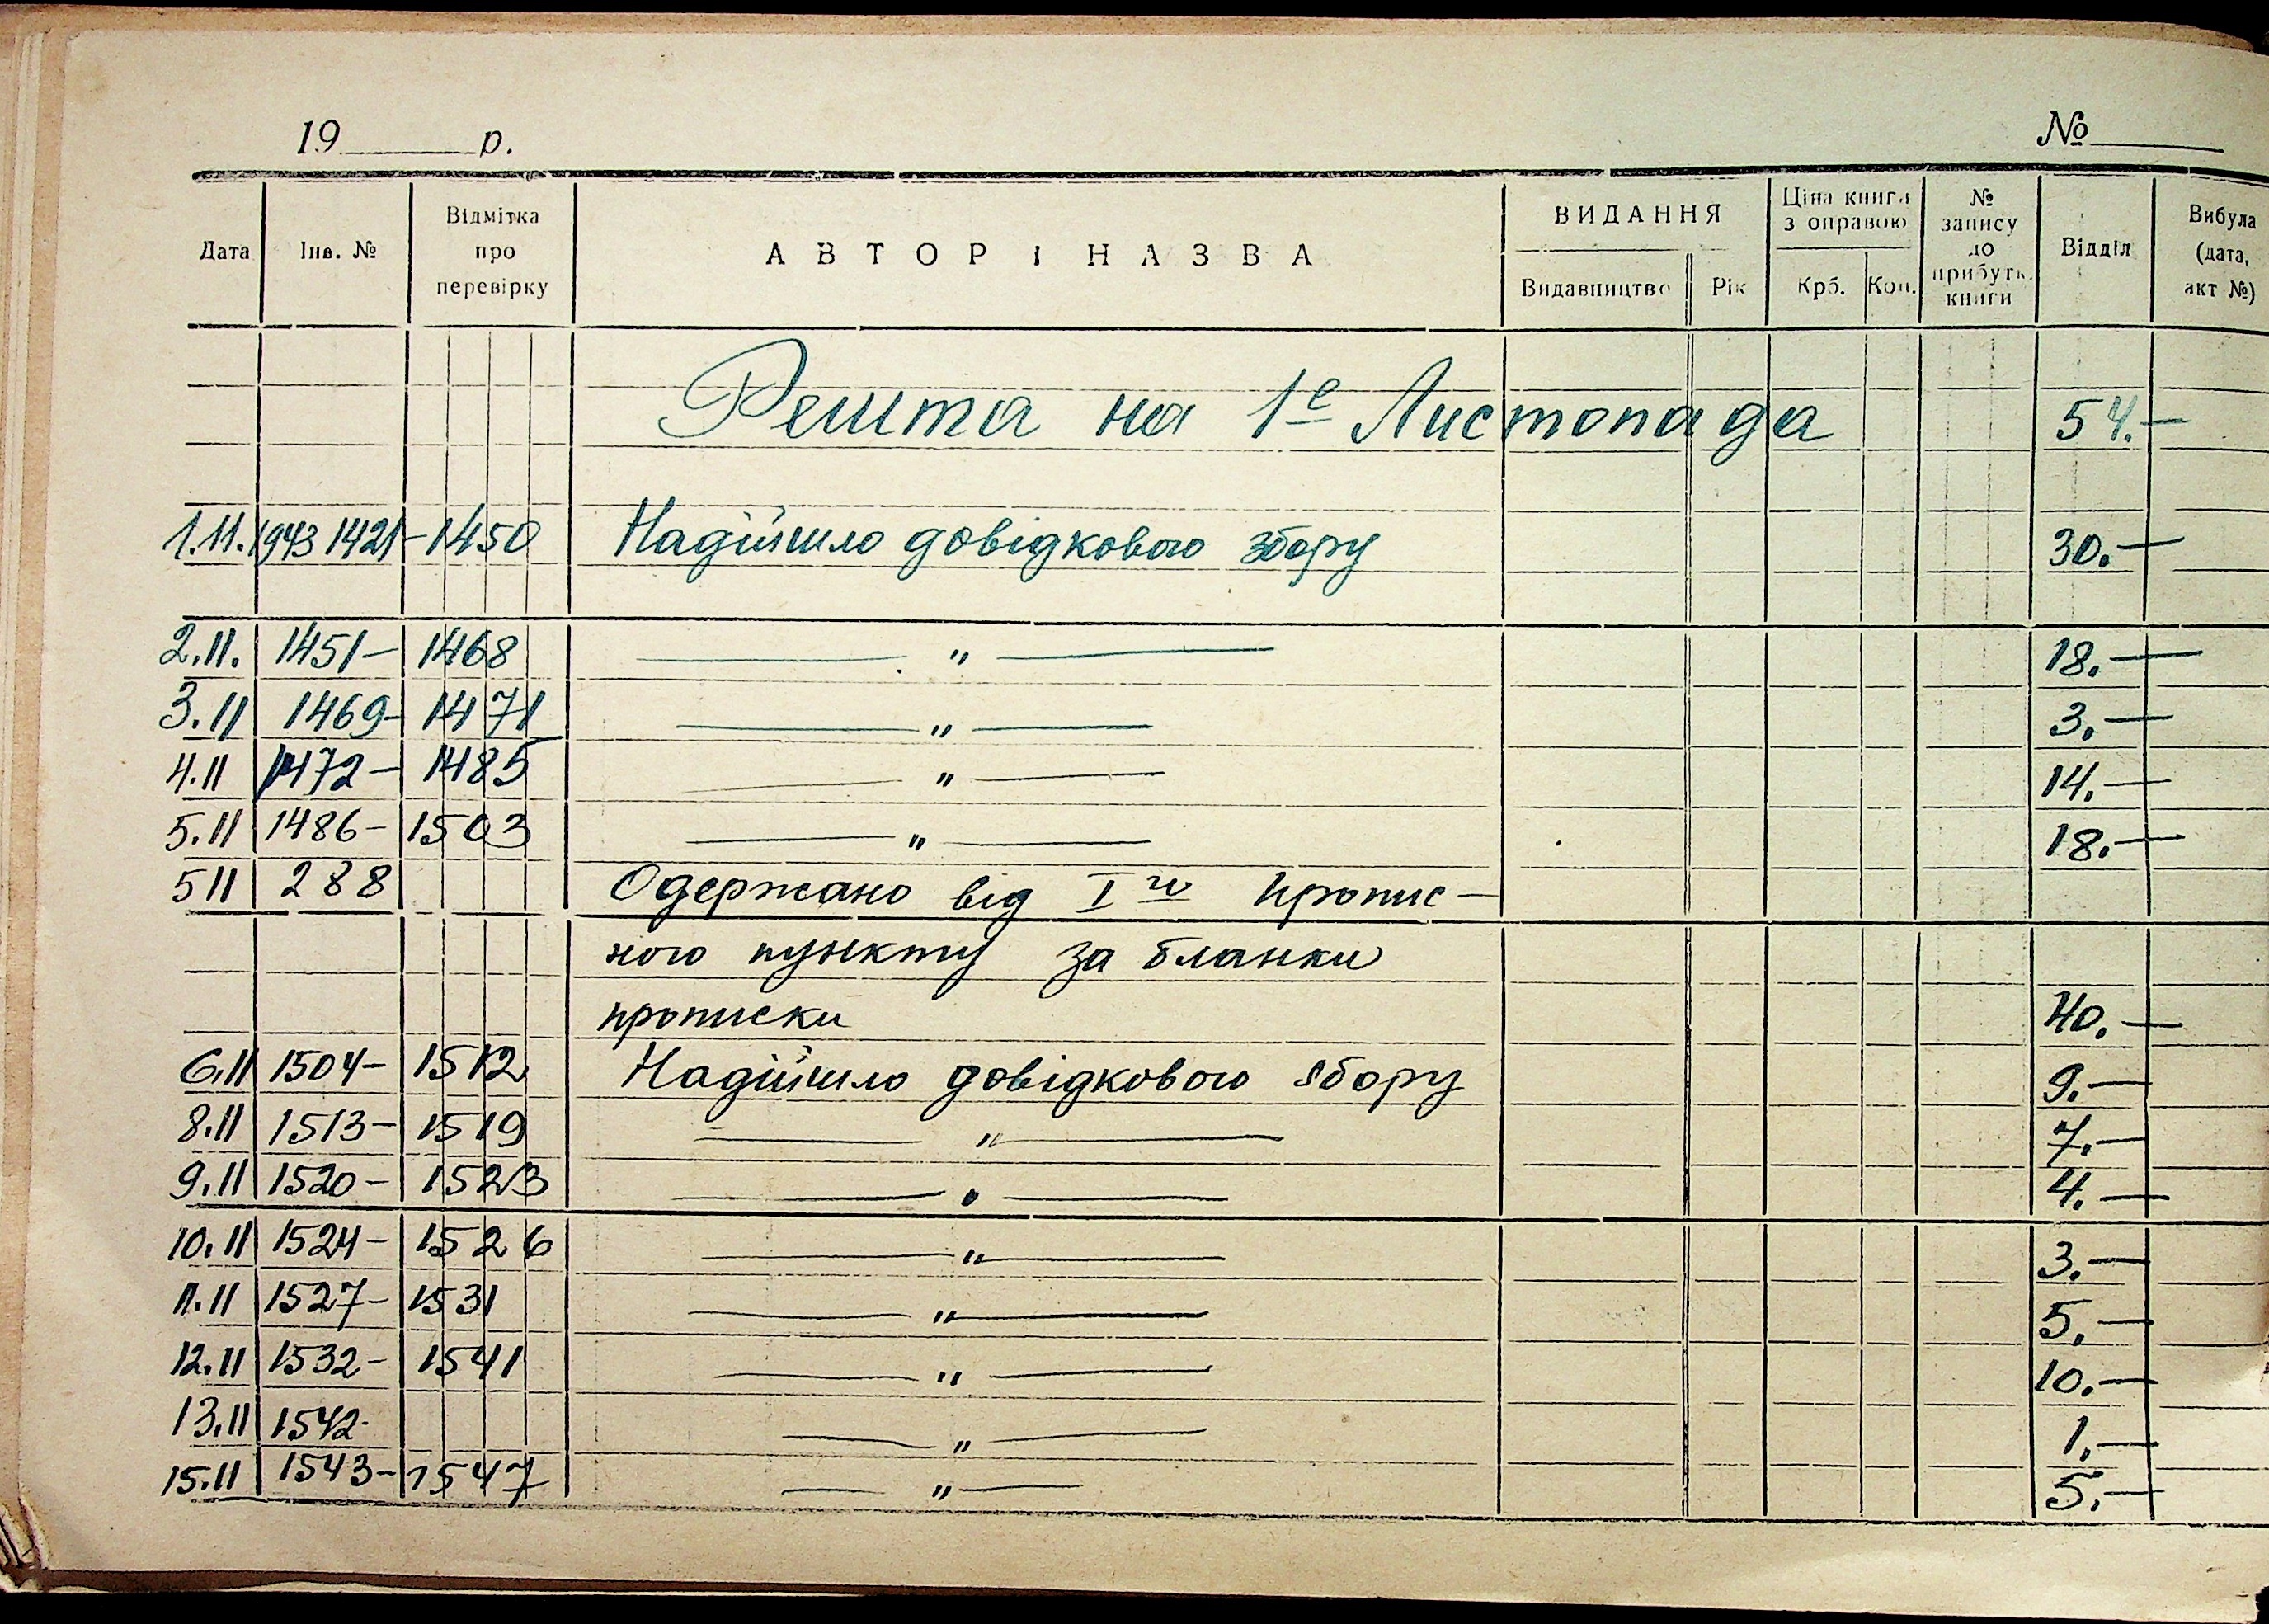 19 р. №
Дата Інв. № Відмітка про перевірку АВТОР І НАЗВА ВИДАННЯ Видавництво Рік Ціна книги з оправою Крб. Коп. № запису до прибутк. книги Відділ Вибула (дата, акт №)
Решта на 1е Листопада 54.—
1.11.1943 1421-1450 Надійшло довідкового збору 30.—
2.11. 1451- 1468 — " — 18.—
3.11 1469- 1471 — " — 3.—
4.11 1472- 1485 — " — 14.—
5.11 1486- 1503 — " — 18.—
5 11 288 Одержано від І го пропис-
ного пункту за бланки
прописки 40.—
6.11 1504- 1512 Надійшло довідкового збору 9.—
8.11 1513- 1519 — " — 7.—
9.11 1520- 1523 — " — 4.—
10.11 1524- 1526 — " — 3.—
11.11 1527- 1531 — " — 5.—
12.11 1532- 1541 — " — 10.—
13.11 1542 — " — 1.—
15.11 1543- 1547 — " — 5.—